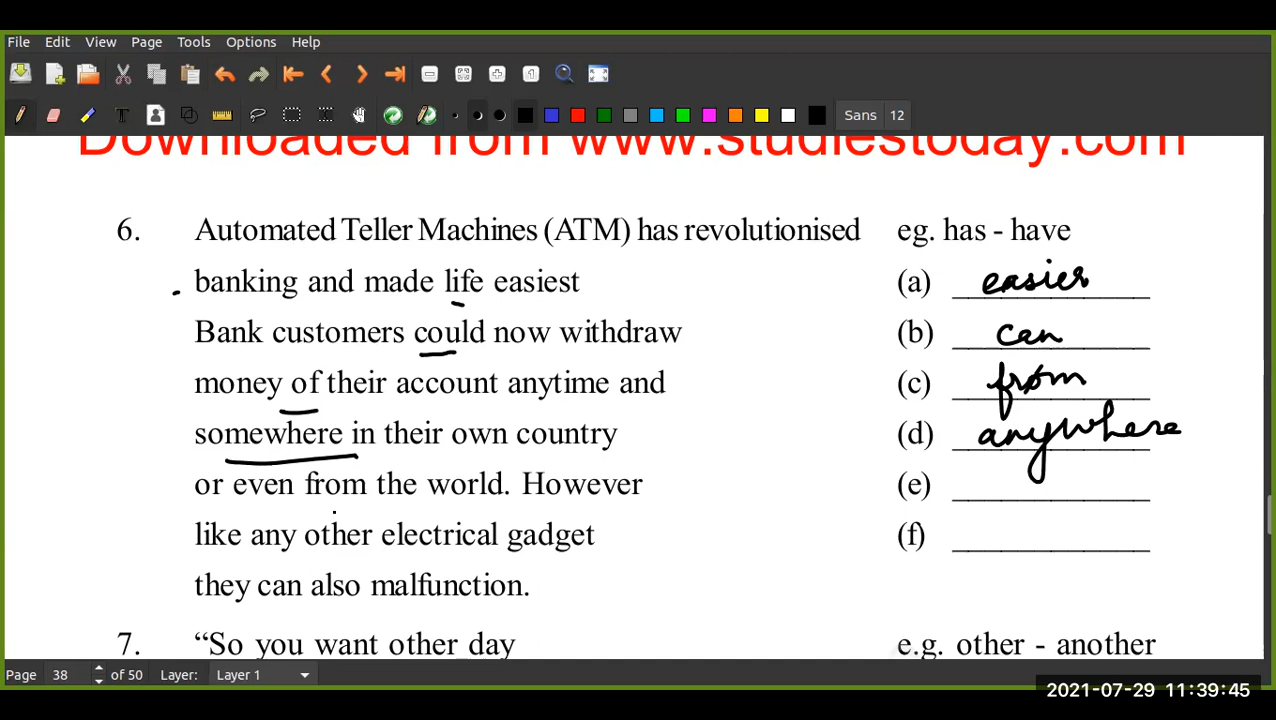 File Edit View Page Tools Options Help
Sans 12
Downloaded from www.studiestoday.com
6. Automated Teller Machines (ATM) has revolutionised eg. has - have
banking and made life easiest (a) easier
Bank customers could now withdraw (b) can
money of their account anytime and (c) from
somewhere in their own country (d) anywhere
or even from the world. However (e)
like any other electrical gadget (f)
they can also malfunction.
7. “So you want other day e.g. other - another
Page 38 of 50 Layer: Layer 1
2021-07-29 11:39:45